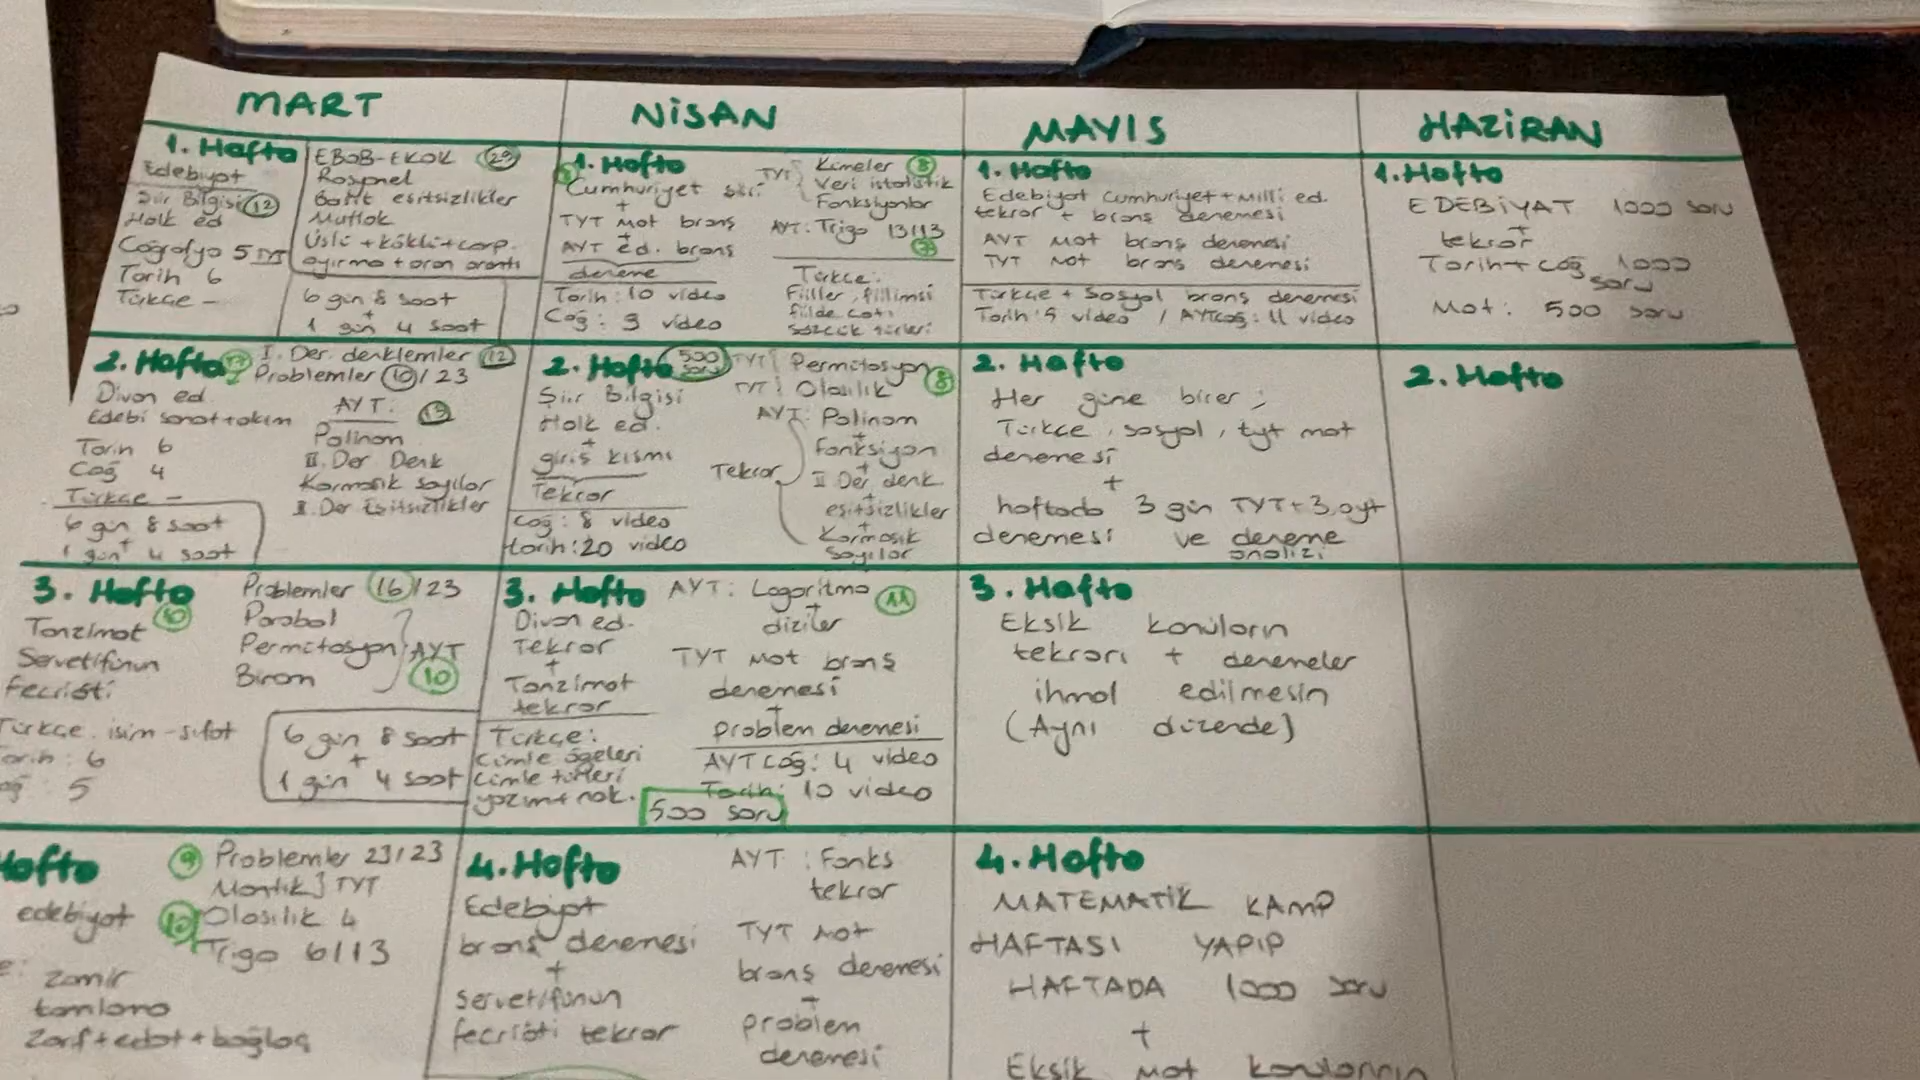 MART
1. Hafta
Edebiyat
Şiir Bilgisi 12
Halk ed
Coğrafya 5 TYT
Tarih 6
Türkçe -
EBOB-EKOK 29
Rasyonel
Basit eşitsizlikler
Mutlak
Üslü + köklü + çarp.
ayırma + oran orantı
6 gün 8 saat
+
1 gün 4 saat
2. Hafta
I. Der. denklemler 12
Problemler 10/23
Divan ed.
Edebi sanat + akım
Tarih 6
Coğ 4
Türkçe -
6 gün 8 saat
+
1 gün 4 saat
AYT: 13
Polinom
II. Der Denk
Karmaşık sayılar
II. Der Eşitsizlikler
3. Hafta
Tanzimat
Servetifünun
Fecriati
Türkçe. isim-sıfat
Tarih: 6
5
Problemler 16/23
Parabol
Permütasyon AYT
Binom 10
6 gün 8 saat
+
1 gün 4 saat
Hafta
edebiyat
zamir
tamlama
Zarf + edat + bağlaç
9 Problemler 23/23
Mantık } TYT
Olasılık 4
Trigo 6/13
NİSAN
1. Hafta
Cumhuriyet şiir
+
TYT Mat branş
+
AYT ed. branş
deneme
Tarih: 10 video
Coğ: 9 video
TYT Kümeler 8
Veri istatistik
Fonksiyonlar
AYT: Trigo 13/13
Türkçe:
Fiiller, fiilimsi
fiilde çatı
sözcük türleri
2. Hafta 500 soru
Şiir Bilgisi
Halk ed.
+
giriş kısmı
Tekrar
Coğ: 8 video
tarih: 20 video
TYT Permütasyon
TYT Olasılık 8
AYT: Polinom
+
Fonksiyon
+
Tekrar II Der denk
+
eşitsizlikler
+
Karmaşık
Sayılar
3. Hafta
Divan ed.
Tekrar
+
Tanzimat
tekrar
Türkçe:
Cümle ögeleri
Cümle türleri
yazım + nok.
AYT: Logaritma 11
+
diziler
TYT Mat branş
denemesi
+
problem denemesi
AYT Coğ: 4 video
Tarih: 10 video
500 soru
4. Hafta
Edebiyat
branş denemesi
+
servetifünun
fecriati tekrar
AYT : Fonks
tekrar
TYT Mat
branş denemesi
+
problem
denemesi
MAYIS
1. Hafta
Edebiyat Cumhuriyet + Milli ed.
tekrar + branş denemesi
AYT Mat branş denemesi
TYT Mat branş denemesi
Türkçe + Sosyal branş denemesi
Tarih: 5 video / AYT coğ: 11 video
2. Hafta
Her güne birer ;
Türkçe, sosyal, tyt mat
denemesi
+
haftada 3 gün TYT + 3 ayt
denemesi ve deneme
analizi
3. Hafta
Eksik konuların
tekrarı + denemeler
ihmal edilmesin
(Aynı düzende)
4. Hafta
MATEMATİK KAMP
HAFTASI YAPIP
HAFTADA 1000 soru
+
Eksik mat konularının
HAZİRAN
1. Hafta
EDEBİYAT 1000 soru
+
tekrar
Tarih + coğ 1000
soru
Mat: 500 soru
2. Hafta